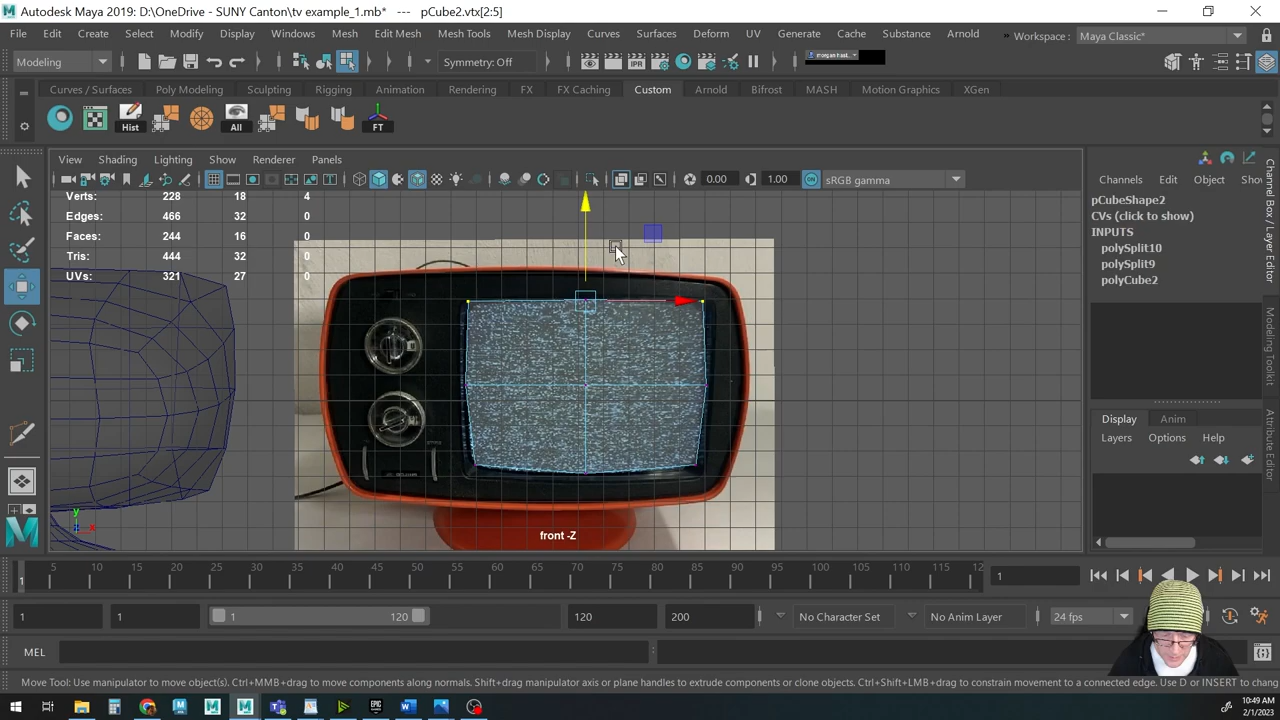 Autodesk Maya 2019: D:\OneDrive - SUNY Canton\tv example_1.mb* --- pCube2.vtx[2:5]
File Edit Create Select Modify Display Windows Mesh Edit Mesh Mesh Tools Mesh Display Curves Surfaces Deform UV Generate Cache Substance Arnold Workspace : Maya Classic*
Modeling Symmetry: Off
Curves / Surfaces Poly Modeling Sculpting Rigging Animation Rendering FX FX Caching Custom Arnold Bifrost MASH Motion Graphics XGen
Hist All FT
View Shading Lighting Show Renderer Panels
0.00 1.00 sRGB gamma
Verts: 228 18 4
Edges: 466 32 0
Faces: 244 16 0
Tris: 444 32 0
UVs: 321 27 0
front -Z
y
x
Channels Edit Object Show
pCubeShape2
CVs (click to show)
INPUTS
polySplit10
polySplit9
polyCube2
Display Anim
Layers Options Help
Channel Box / Layer Editor
Modeling Toolkit
Attribute Editor
1 5 10 15 20 25 30 35 40 45 50 55 60 65 70 75 80 85 90 95 100 105 110 115 12 1
1 1 1 120 120 200 No Character Set No Anim Layer 24 fps
MEL
Move Tool: Use manipulator to move object(s). Ctrl+MMB+drag to move components along normals. Shift+drag manipulator axis or plane handles to extrude components or clone objects. Ctrl+Shift+LMB+drag to constrain movement to a connected edge. Use D or INSERT to chang
10:49 AM
2/1/2023